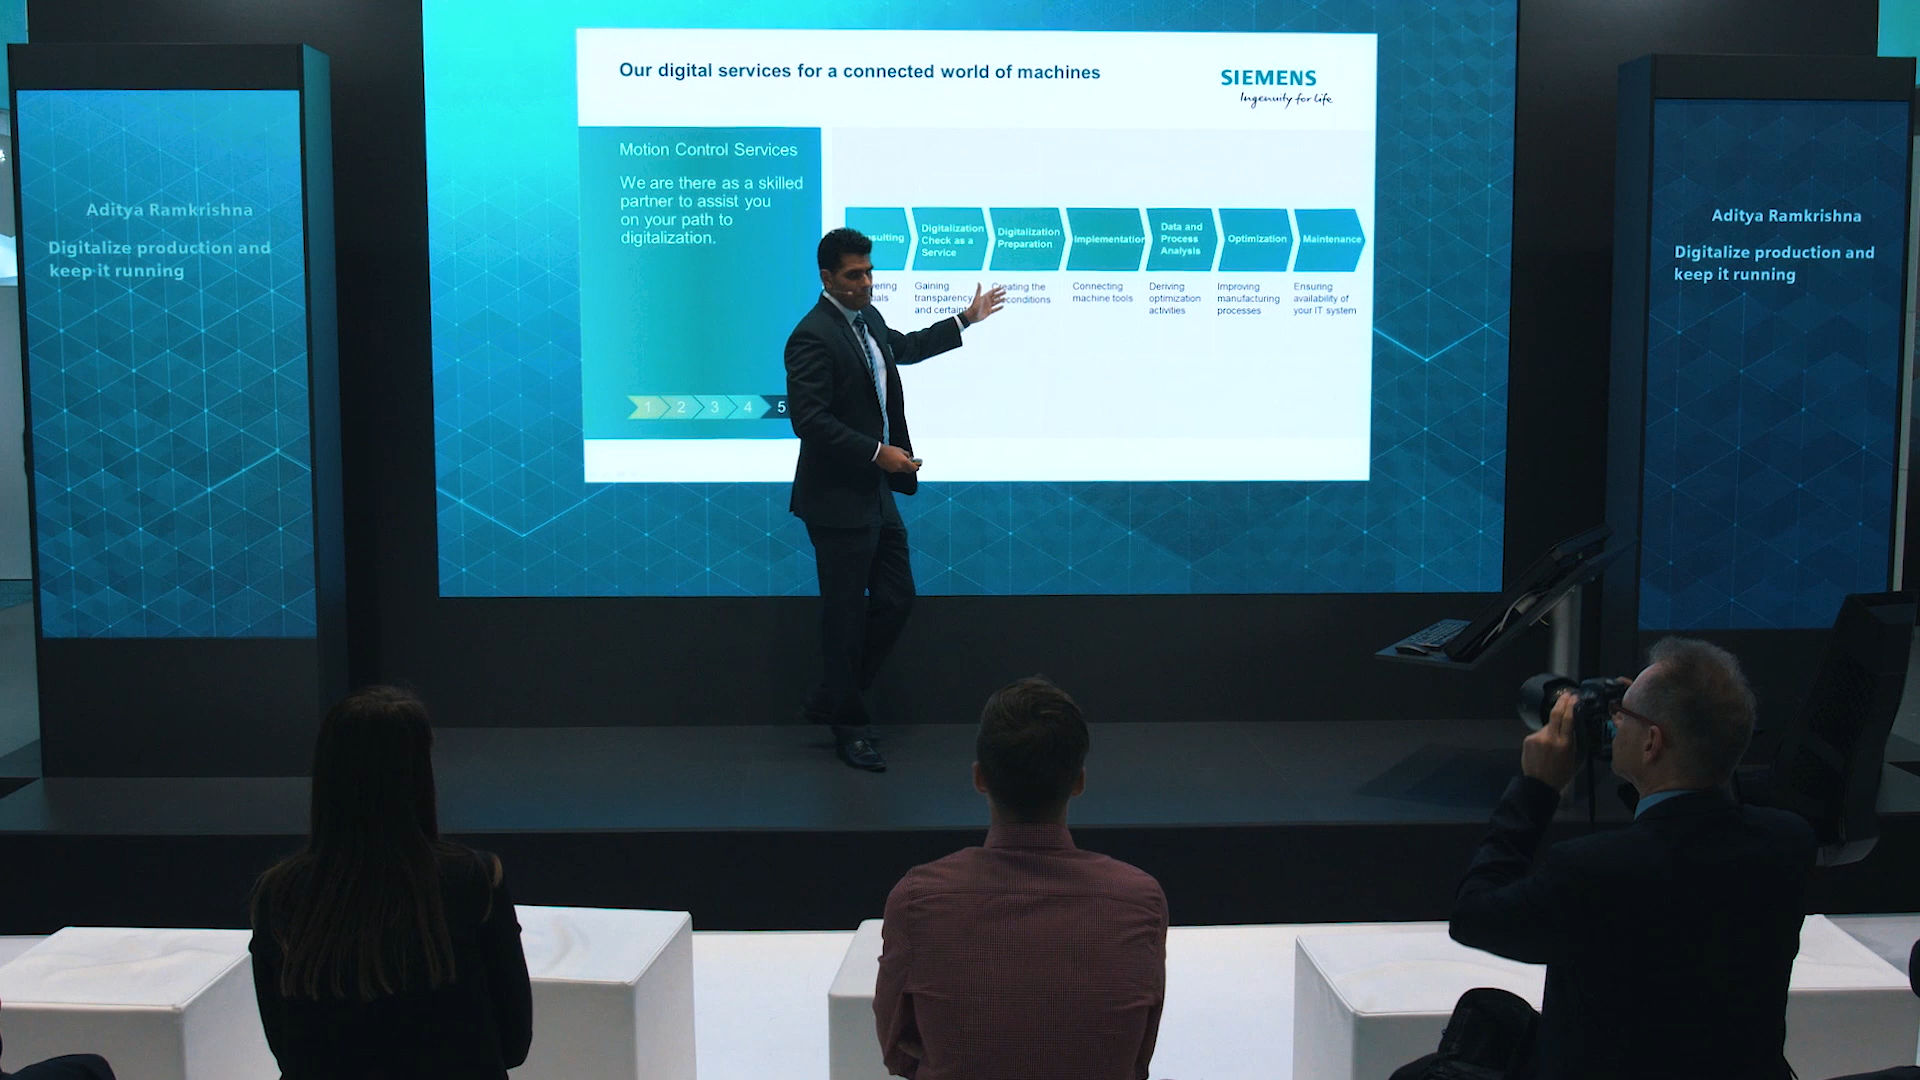 Our digital services for a connected world of machines
SIEMENS
Ingenuity for life
Motion Control Services
We are there as a skilled
partner to assist you
on your path to
digitalization.
1 2 3 4 5
Digitalization
Check as a
Service
Digitalization
Preparation
Implementation
Data and
Process
Analysis
Optimization
Maintenance
Gaining
transparency
and
Creating the
Connecting
machine tools
Deriving
optimization
activities
Improving
manufacturing
processes
Ensuring
availability of
your IT system
Aditya Ramkrishna
Digitalize production and
keep it running
Aditya Ramkrishna
Digitalize production and
keep it running